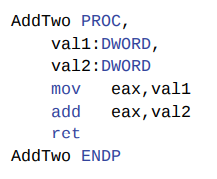 AddTwo PROC,
val1:DWORD,
val2:DWORD
mov eax,val1
add eax,val2
ret
AddTwo ENDP